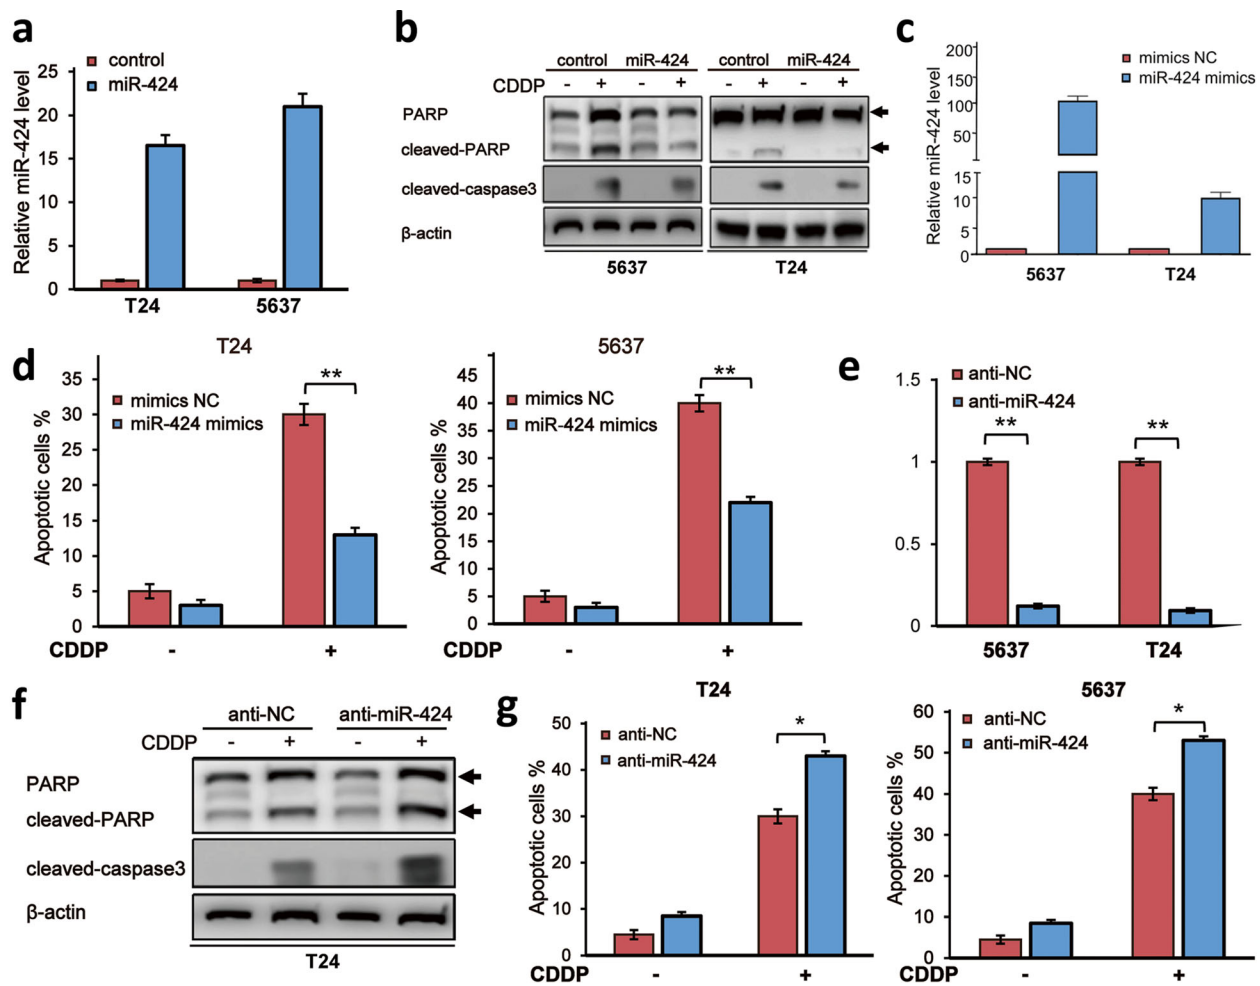 a
control
miR-424
Relative miR-424 level
25
20
15
10
5
0
T24
5637
b
control
miR-424
control
miR-424
CDDP
-
+
-
+
-
+
-
+
PARP
cleaved-PARP
cleaved-caspase3
β-actin
5637
T24
c
mimics NC
miR-424 mimics
Relative miR-424 level
200
150
100
50
15
10
5
0
5637
T24
d
T24
mimics NC
miR-424 mimics
**
Apoptotic cells %
35
30
25
20
15
10
5
0
CDDP
-
+
5637
mimics NC
miR-424 mimics
**
Apoptotic cells %
45
40
35
30
25
20
15
10
5
0
CDDP
-
+
e
anti-NC
anti-miR-424
**
**
1.5
1
0.5
0
5637
T24
f
anti-NC
anti-miR-424
CDDP
-
+
-
+
PARP
cleaved-PARP
cleaved-caspase3
β-actin
T24
g
T24
anti-NC
anti-miR-424
*
Apoptotic cells %
50
40
30
20
10
0
CDDP
-
+
5637
anti-NC
anti-miR-424
*
Apoptotic cells %
60
50
40
30
20
10
0
CDDP
-
+